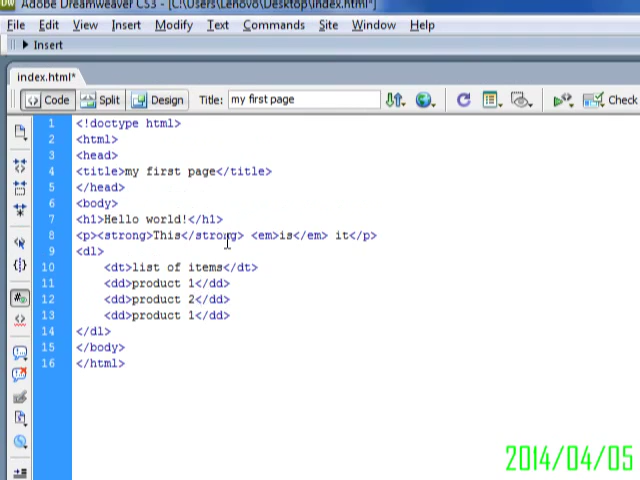 Adobe Dreamweaver CS3 - [C:\Users\Lenovo\Desktop\index.html*]
File Edit View Insert Modify Text Commands Site Window Help
Insert
index.html*
Code Split Design Title: my first page Check
1 <!doctype html>
2 <html>
3 <head>
4 <title>my first page</title>
5 </head>
6 <body>
7 <h1>Hello world!</h1>
8 <p><strong>This</strong> <em>is</em> it</p>
9 <dl>
10 <dt>list of items</dt>
11 <dd>product 1</dd>
12 <dd>product 2</dd>
13 <dd>product 1</dd>
14 </dl>
15 </body>
16 </html>
2014/04/05